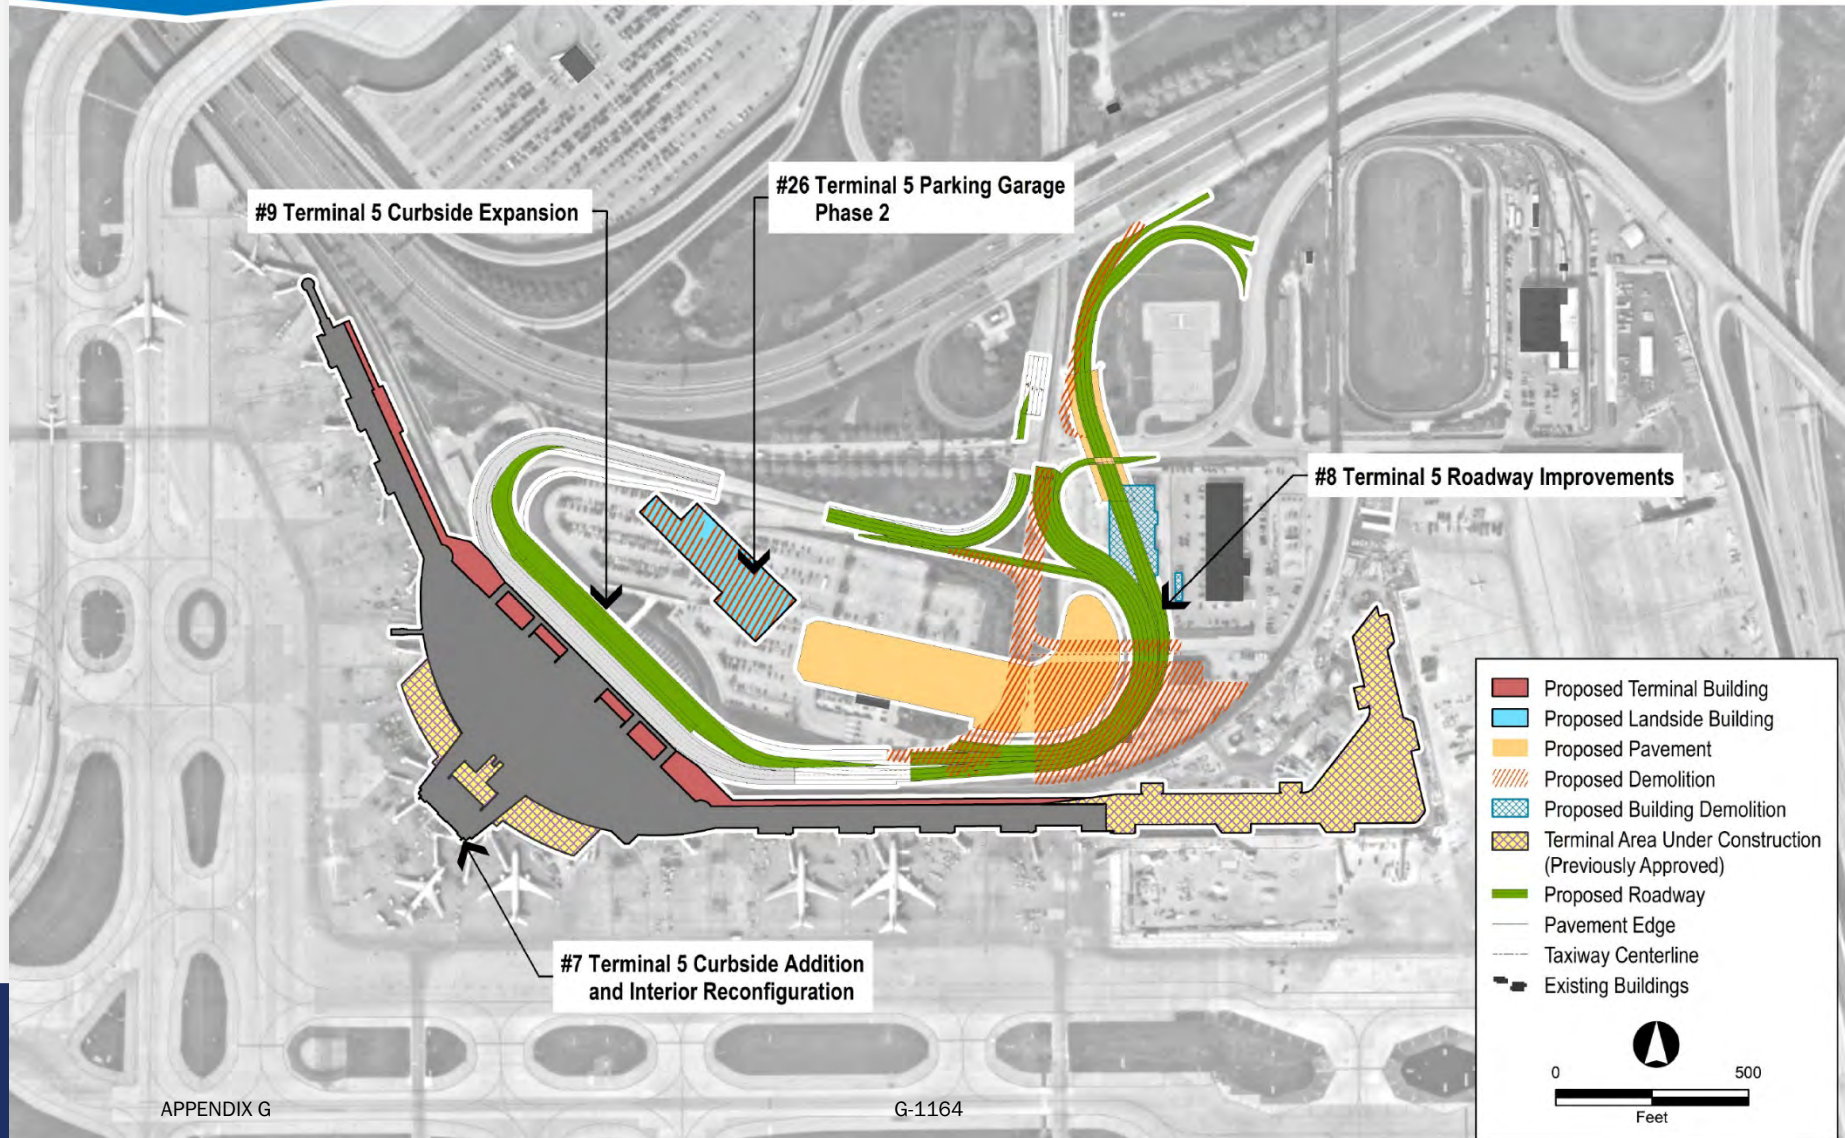 #26 Terminal 5 Parking Garage
Phase 2
#9 Terminal 5 Curbside Expansion
#8 Terminal 5 Roadway Improvements
#7 Terminal 5 Curbside Addition
and Interior Reconfiguration
Proposed Terminal Building
Proposed Landside Building
Proposed Pavement
Proposed Demolition
Proposed Building Demolition
Terminal Area Under Construction
(Previously Approved)
Proposed Roadway
Pavement Edge
Taxiway Centerline
Existing Buildings
0 500
Feet
APPENDIX G G-1164